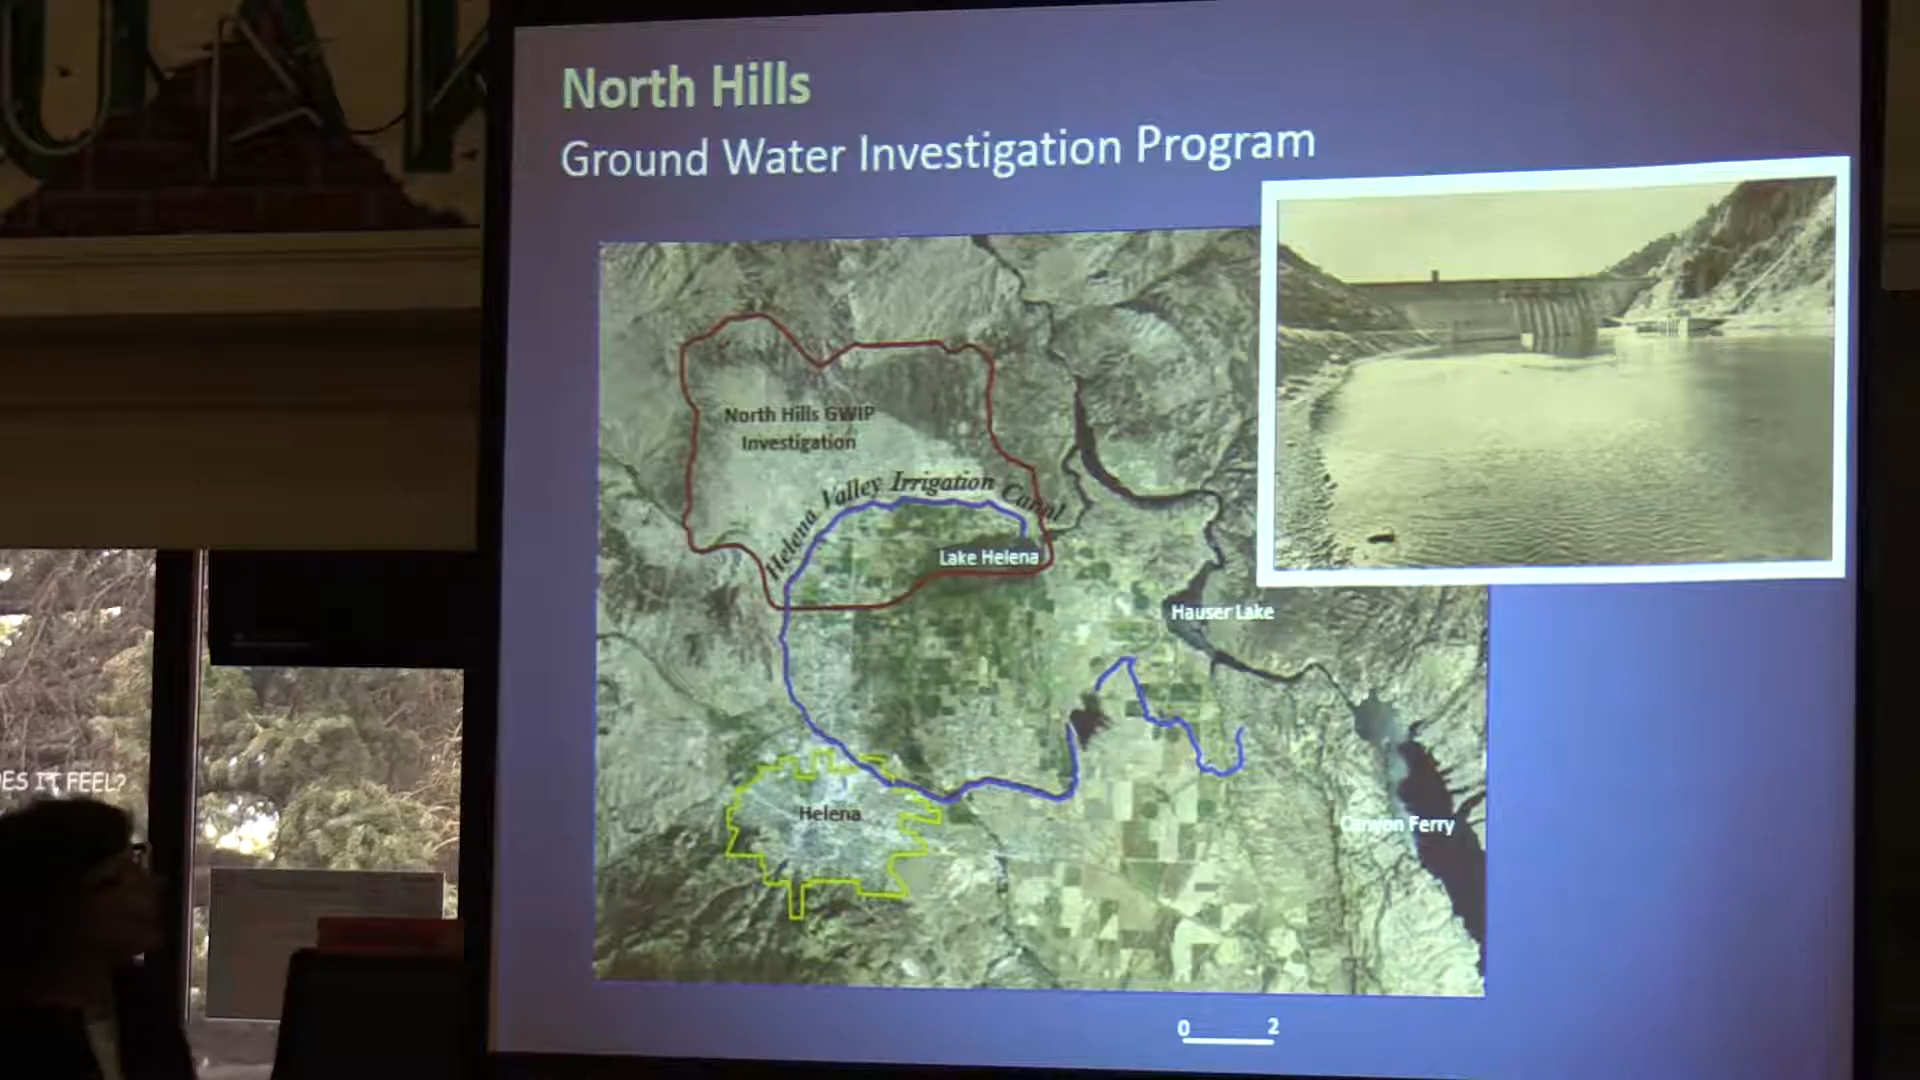 North Hills
Ground Water Investigation Program
North Hills GWIP
Investigation
Helena Valley Irrigation Canal
Lake Helena
Hauser Lake
Helena
Canyon Ferry
0 2
ES IT FEEL?